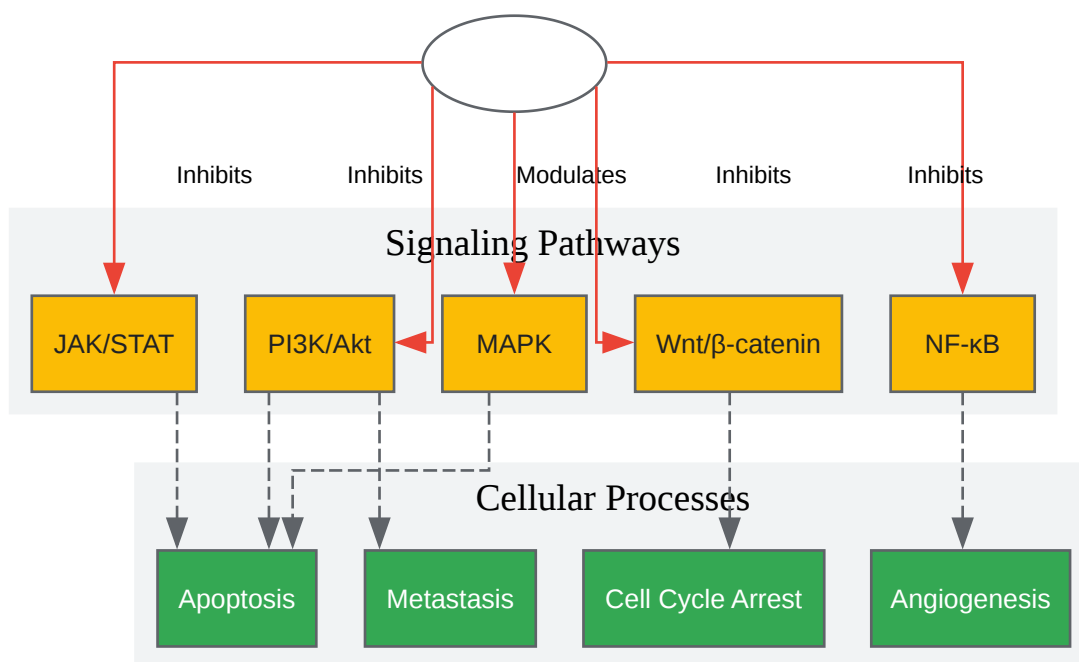 Inhibits
Inhibits
Modulates
Inhibits
Inhibits
Signaling Pathways
JAK/STAT
PI3K/Akt
MAPK
Wnt/β-catenin
NF-κB
Cellular Processes
Apoptosis
Metastasis
Cell Cycle Arrest
Angiogenesis